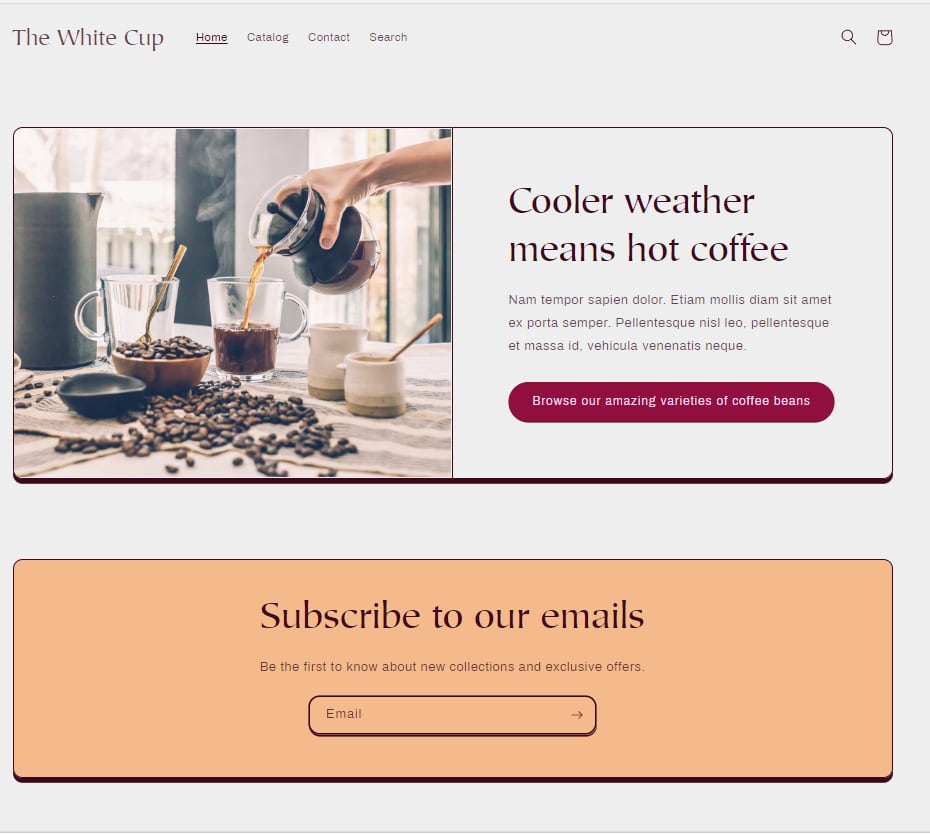 The White Cup
Home Catalog Contact Search
Cooler weather
means hot coffee
Nam tempor sapien dolor. Etiam mollis diam sit amet
ex porta semper. Pellentesque nisl leo, pellentesque
et massa id, vehicula venenatis neque.
Browse our amazing varieties of coffee beans
Subscribe to our emails
Be the first to know about new collections and exclusive offers.
Email